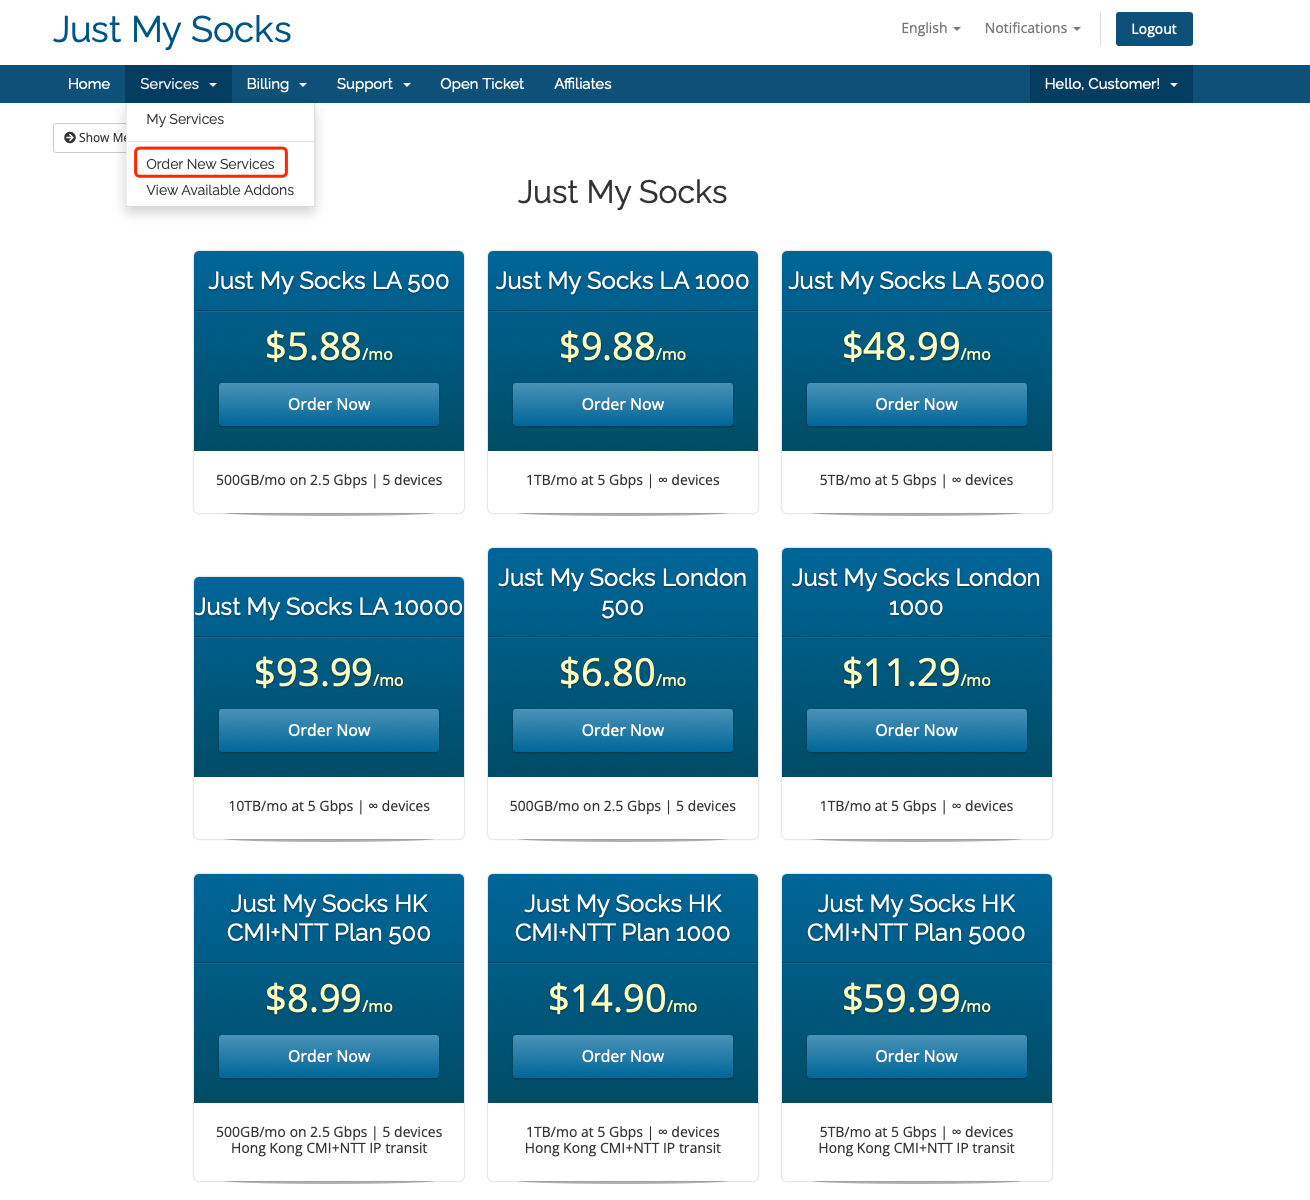 Just My Socks
English
Notifications
Logout
Home
Services
Billing
Support
Open Ticket
Affiliates
Hello, Customer!
My Services
Show
Order New Services
View Available Addons
Just My Socks
Just My Socks LA 500
$5.88/mo
Order Now
500GB/mo on 2.5 Gbps | 5 devices
Just My Socks LA 1000
$9.88/mo
Order Now
1TB/mo at 5 Gbps | ∞ devices
Just My Socks LA 5000
$48.99/mo
Order Now
5TB/mo at 5 Gbps | ∞ devices
Just My Socks LA 10000
$93.99/mo
Order Now
10TB/mo at 5 Gbps | ∞ devices
Just My Socks London
500
$6.80/mo
Order Now
500GB/mo on 2.5 Gbps | 5 devices
Just My Socks London
1000
$11.29/mo
Order Now
1TB/mo at 5 Gbps | ∞ devices
Just My Socks HK
CMI+NTT Plan 500
$8.99/mo
Order Now
500GB/mo on 2.5 Gbps | 5 devices
Hong Kong CMI+NTT IP transit
Just My Socks HK
CMI+NTT Plan 1000
$14.90/mo
Order Now
1TB/mo at 5 Gbps | ∞ devices
Hong Kong CMI+NTT IP transit
Just My Socks HK
CMI+NTT Plan 5000
$59.99/mo
Order Now
5TB/mo at 5 Gbps | ∞ devices
Hong Kong CMI+NTT IP transit